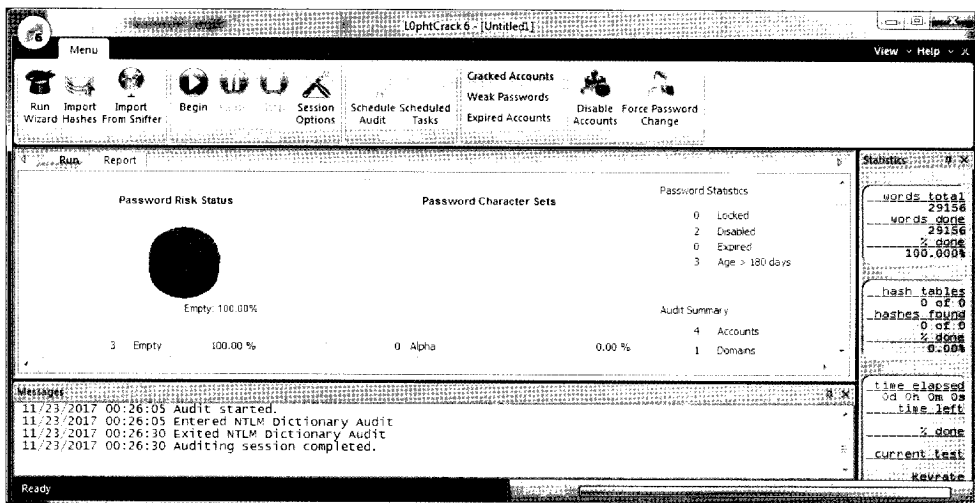 L0phtCrack 6 - [Untitled1]
6
Menu
View Help
Run Wizard
Import Hashes
Import From Sniffer
Begin
Session Options
Schedule Audit
Scheduled Tasks
Cracked Accounts
Weak Passwords
Expired Accounts
Disable Accounts
Force Password Change
Run Report
Password Risk Status
Empty: 100.00%
3 Empty 100.00 %
Password Character Sets
0 Alpha 0.00 %
Password Statistics
0 Locked
2 Disabled
0 Expired
3 Age > 180 days
Audit Summary
4 Accounts
1 Domains
Statistics
words total
29156
words done
29156
% done
100.000%
hash tables
0 of 0
hashes found
0 of 0
% done
0.00%
time elapsed
0d 0h 0m 0s
time left
% done
current test
keyrate
Messages
11/23/2017 00:26:05 Audit started.
11/23/2017 00:26:05 Entered NTLM Dictionary Audit
11/23/2017 00:26:30 Exited NTLM Dictionary Audit
11/23/2017 00:26:30 Auditing session completed.
Ready